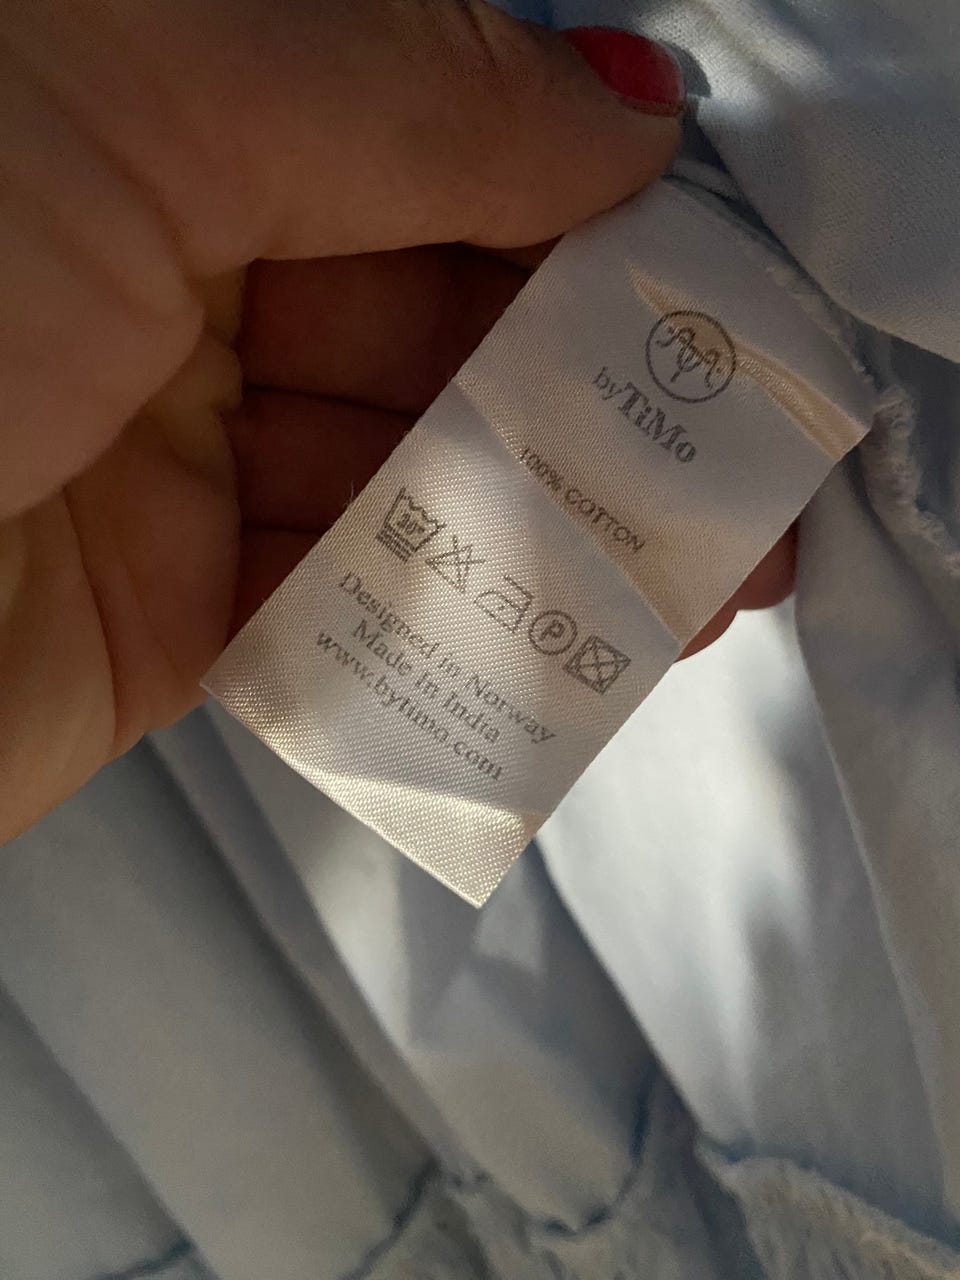 byTiMo
100% COTTON
30°
P
Designed in Norway
Made in India
www.bytimo.com